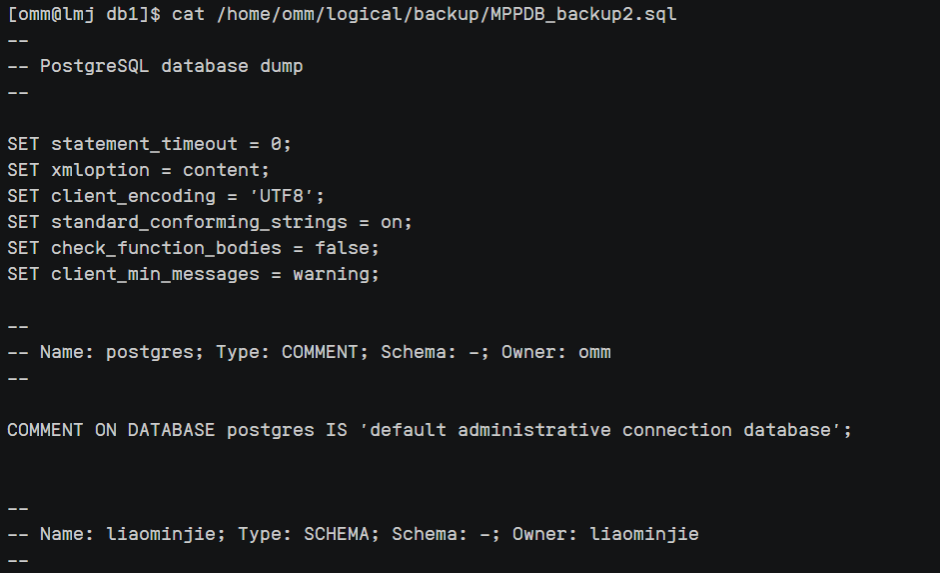 [omm@lmj db1]$ cat /home/omm/logical/backup/MPPDB_backup2.sql
--
-- PostgreSQL database dump
--
SET statement_timeout = 0;
SET xmloption = content;
SET client_encoding = 'UTF8';
SET standard_conforming_strings = on;
SET check_function_bodies = false;
SET client_min_messages = warning;
--
-- Name: postgres; Type: COMMENT; Schema: -; Owner: omm
--
COMMENT ON DATABASE postgres IS 'default administrative connection database';
--
-- Name: liaominjie; Type: SCHEMA; Schema: -; Owner: liaominjie
--